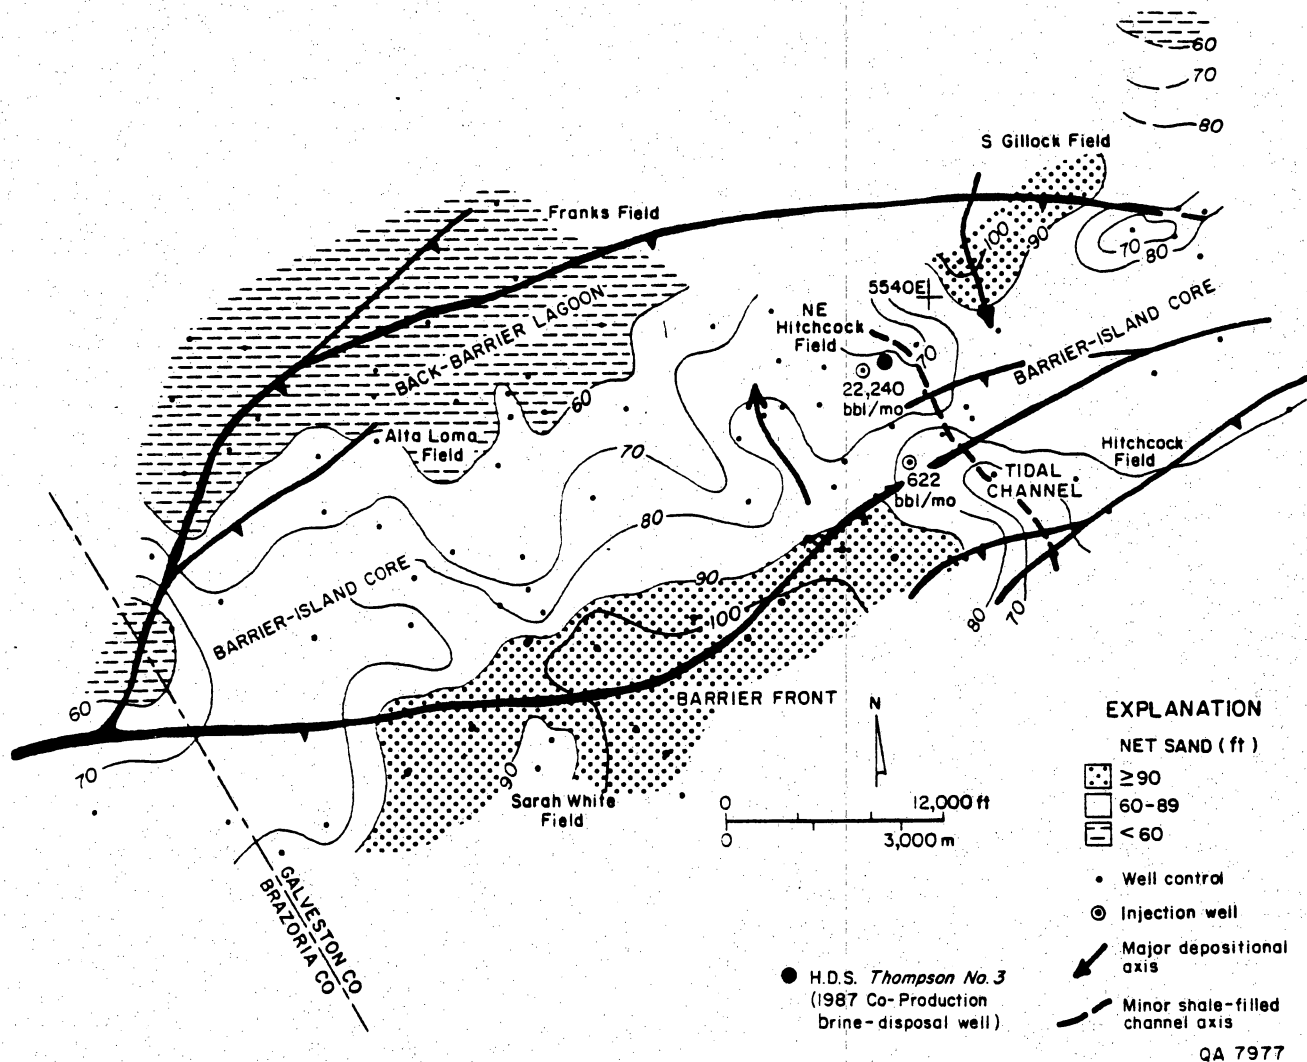 60
70
80
S Gillock Field
Franks Field
100
90
70
80
5540E
NE
Hitchcock
Field
BACK-BARRIER LAGOON
BARRIER-ISLAND CORE
70
22,240
bbl/mo
60
Alta Loma
Field
70
Hitchcock
Field
TIDAL
CHANNEL
622
bbl/mo
80
90
BARRIER-ISLAND CORE
100
80
70
60
BARRIER FRONT
N
70
90
Sarah White
Field
0
12,000 ft
0
3,000 m
GALVESTON CO
BRAZORIA CO
EXPLANATION
NET SAND (ft)
≥90
60-89
<60
Well control
Injection well
Major depositional
axis
Minor shale-filled
channel axis
H.D.S. Thompson No. 3
(1987 Co-Production
brine-disposal well)
QA 7977